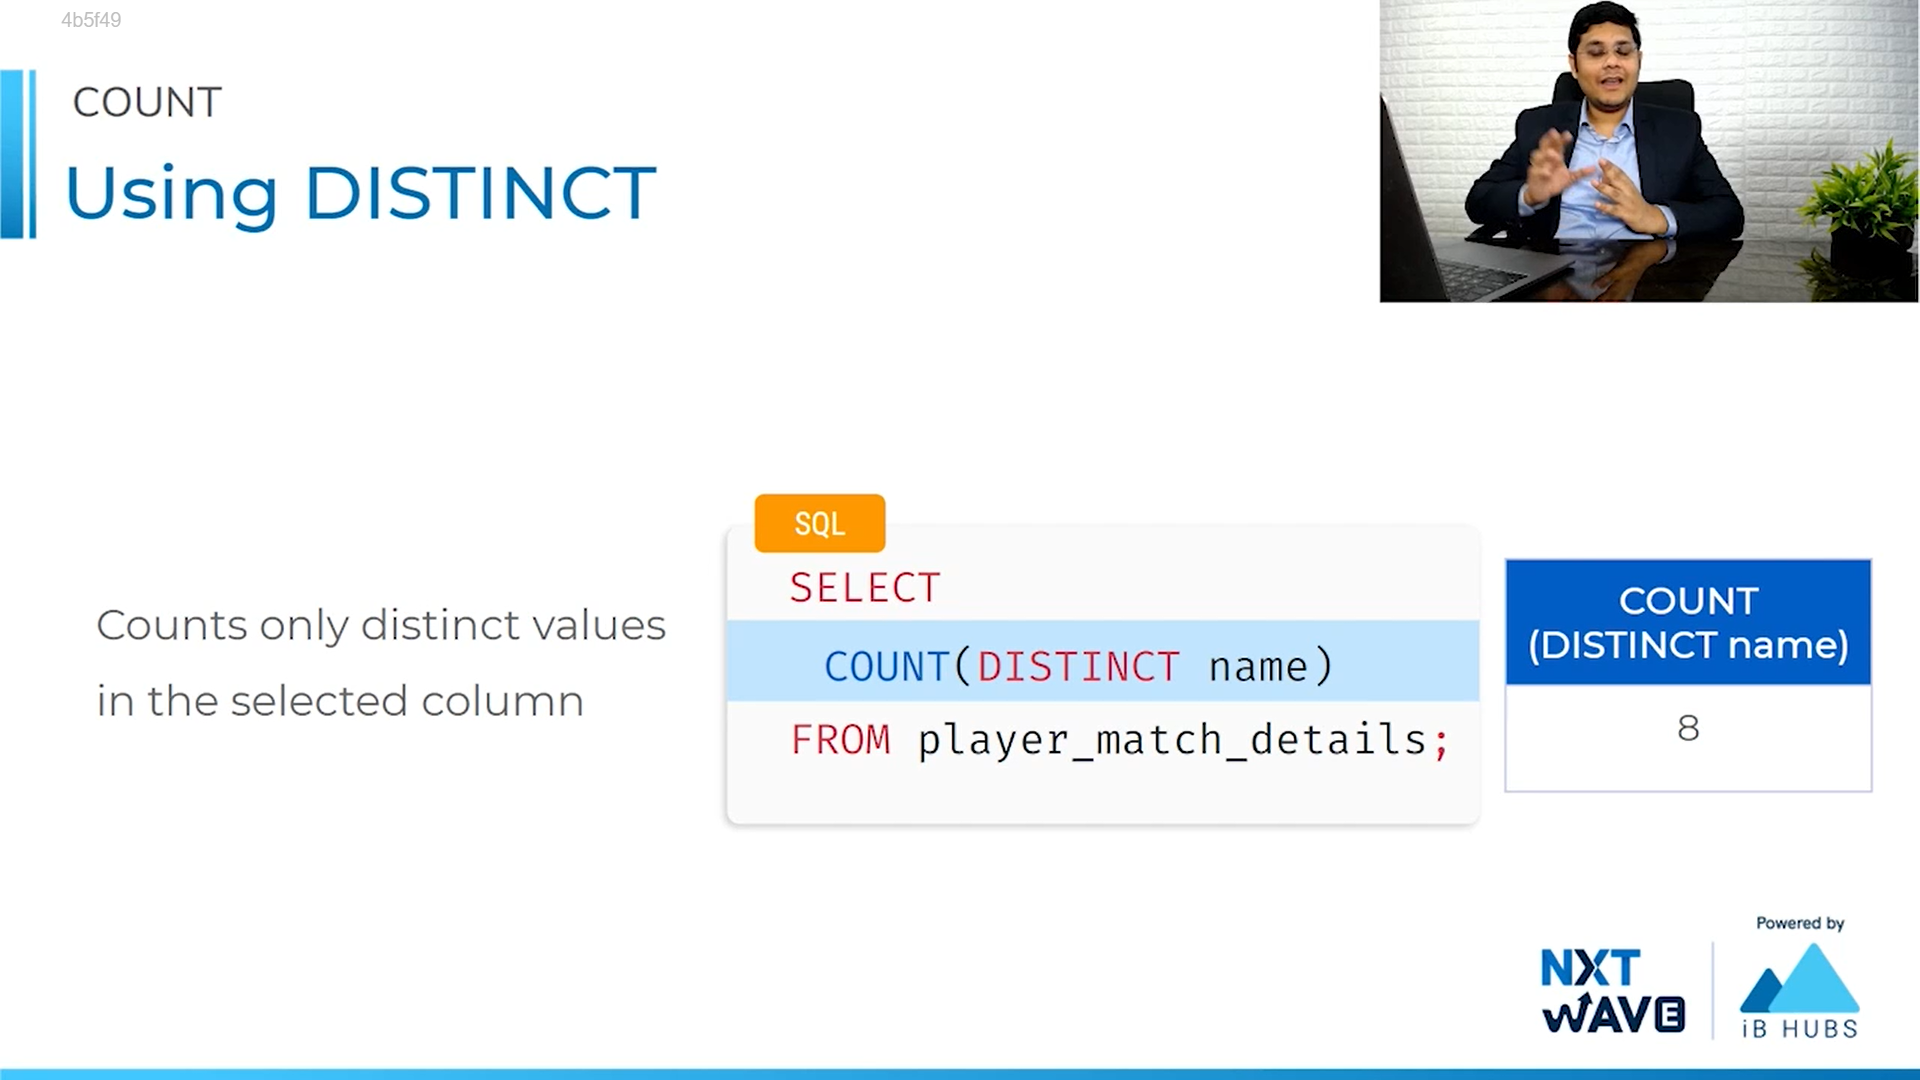 4b5f49
COUNT
Using DISTINCT
Counts only distinct values
in the selected column
SQL
SELECT
COUNT(DISTINCT name)
FROM player_match_details;
COUNT
(DISTINCT name)
8
Powered by
NXT
WAVE
iB HUBS